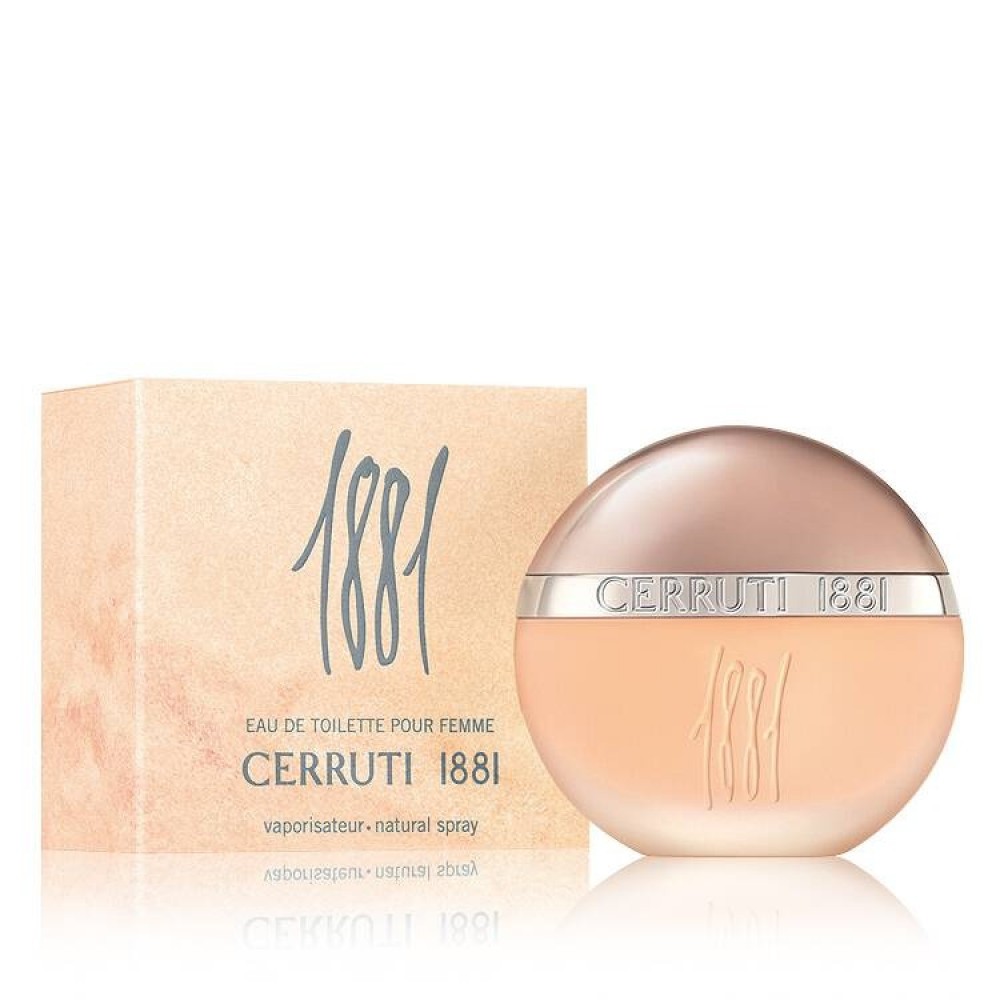 1881
EAU DE TOILETTE POUR FEMME
CERRUTI 1881
vaporisateur • natural spray
CERRUTI 1881
1881